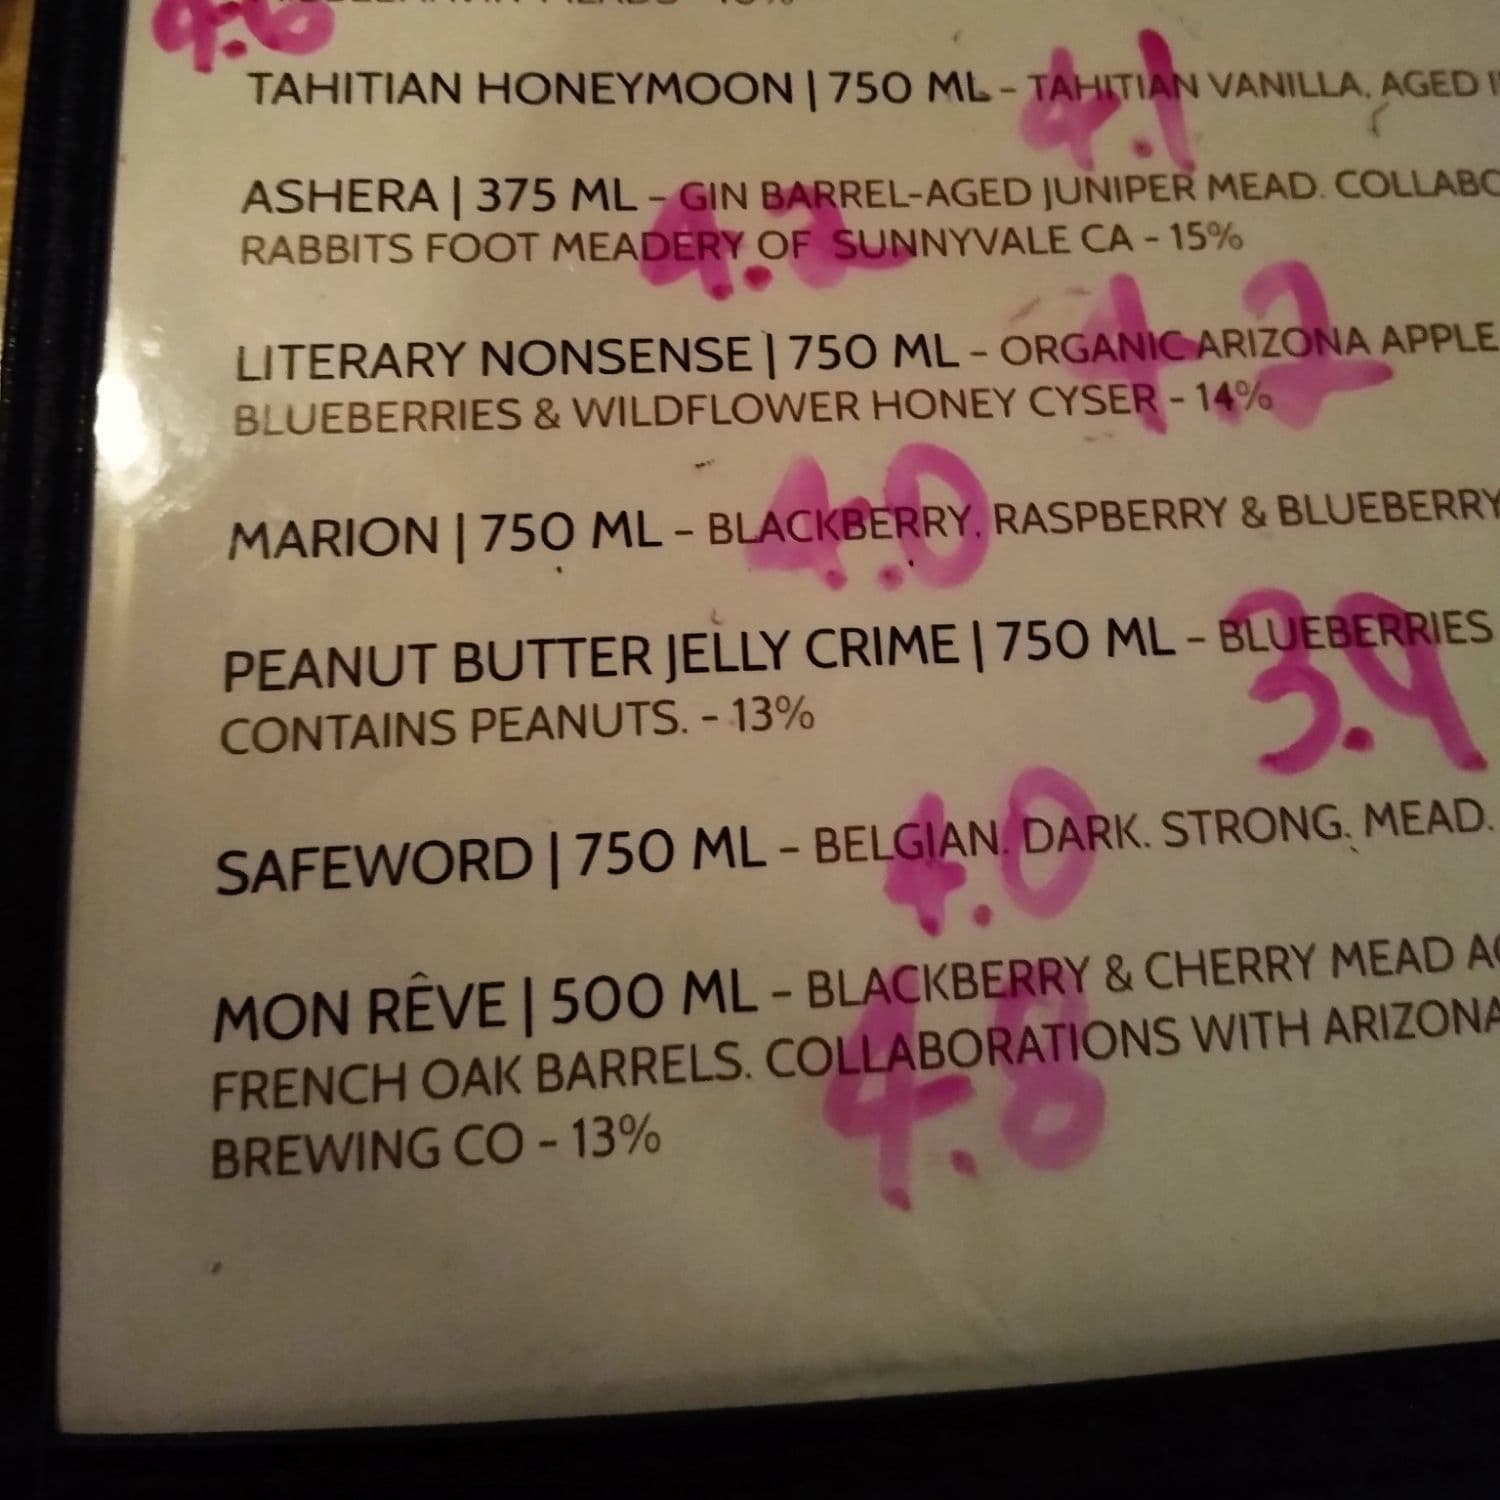 4.6
TAHITIAN HONEYMOON | 750 ML - TAHITIAN VANILLA, AGED
4.1
ASHERA | 375 ML - GIN BARREL-AGED JUNIPER MEAD. COLLABO
RABBITS FOOT MEADERY OF SUNNYVALE CA - 15%
4.2
LITERARY NONSENSE | 750 ML - ORGANIC ARIZONA APPLE
BLUEBERRIES & WILDFLOWER HONEY CYSER - 14%
4.2
MARION | 750 ML - BLACKBERRY, RASPBERRY & BLUEBERRY
4.0
PEANUT BUTTER JELLY CRIME | 750 ML - BLUEBERRIES
CONTAINS PEANUTS. - 13%
3.9
SAFEWORD | 750 ML - BELGIAN. DARK. STRONG. MEAD.
4.0
MON RÊVE | 500 ML - BLACKBERRY & CHERRY MEAD
FRENCH OAK BARRELS. COLLABORATIONS WITH ARIZONA
BREWING CO - 13%
4.8